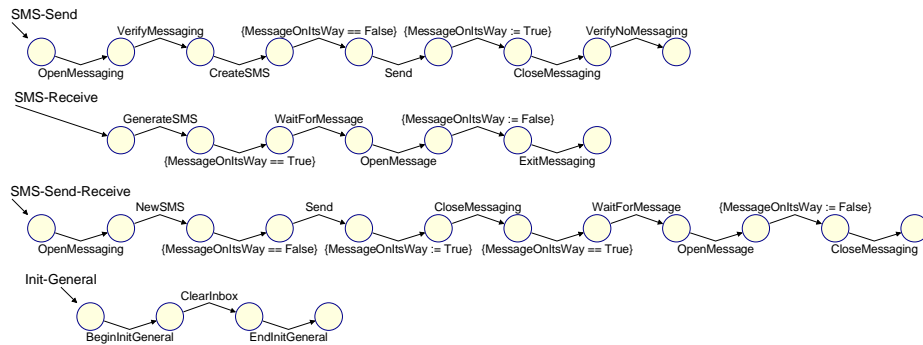 SMS-Send
VerifyMessaging {MessageOnItsWay == False} {MessageOnItsWay := True} VerifyNoMessaging
OpenMessaging CreateSMS Send CloseMessaging
SMS-Receive
GenerateSMS WaitForMessage {MessageOnItsWay := False}
{MessageOnItsWay == True} OpenMessage ExitMessaging
SMS-Send-Receive
NewSMS Send CloseMessaging WaitForMessage {MessageOnItsWay := False}
OpenMessaging {MessageOnItsWay == False} {MessageOnItsWay := True} {MessageOnItsWay == True} OpenMessage CloseMessaging
Init-General
ClearInbox
BeginInitGeneral EndInitGeneral